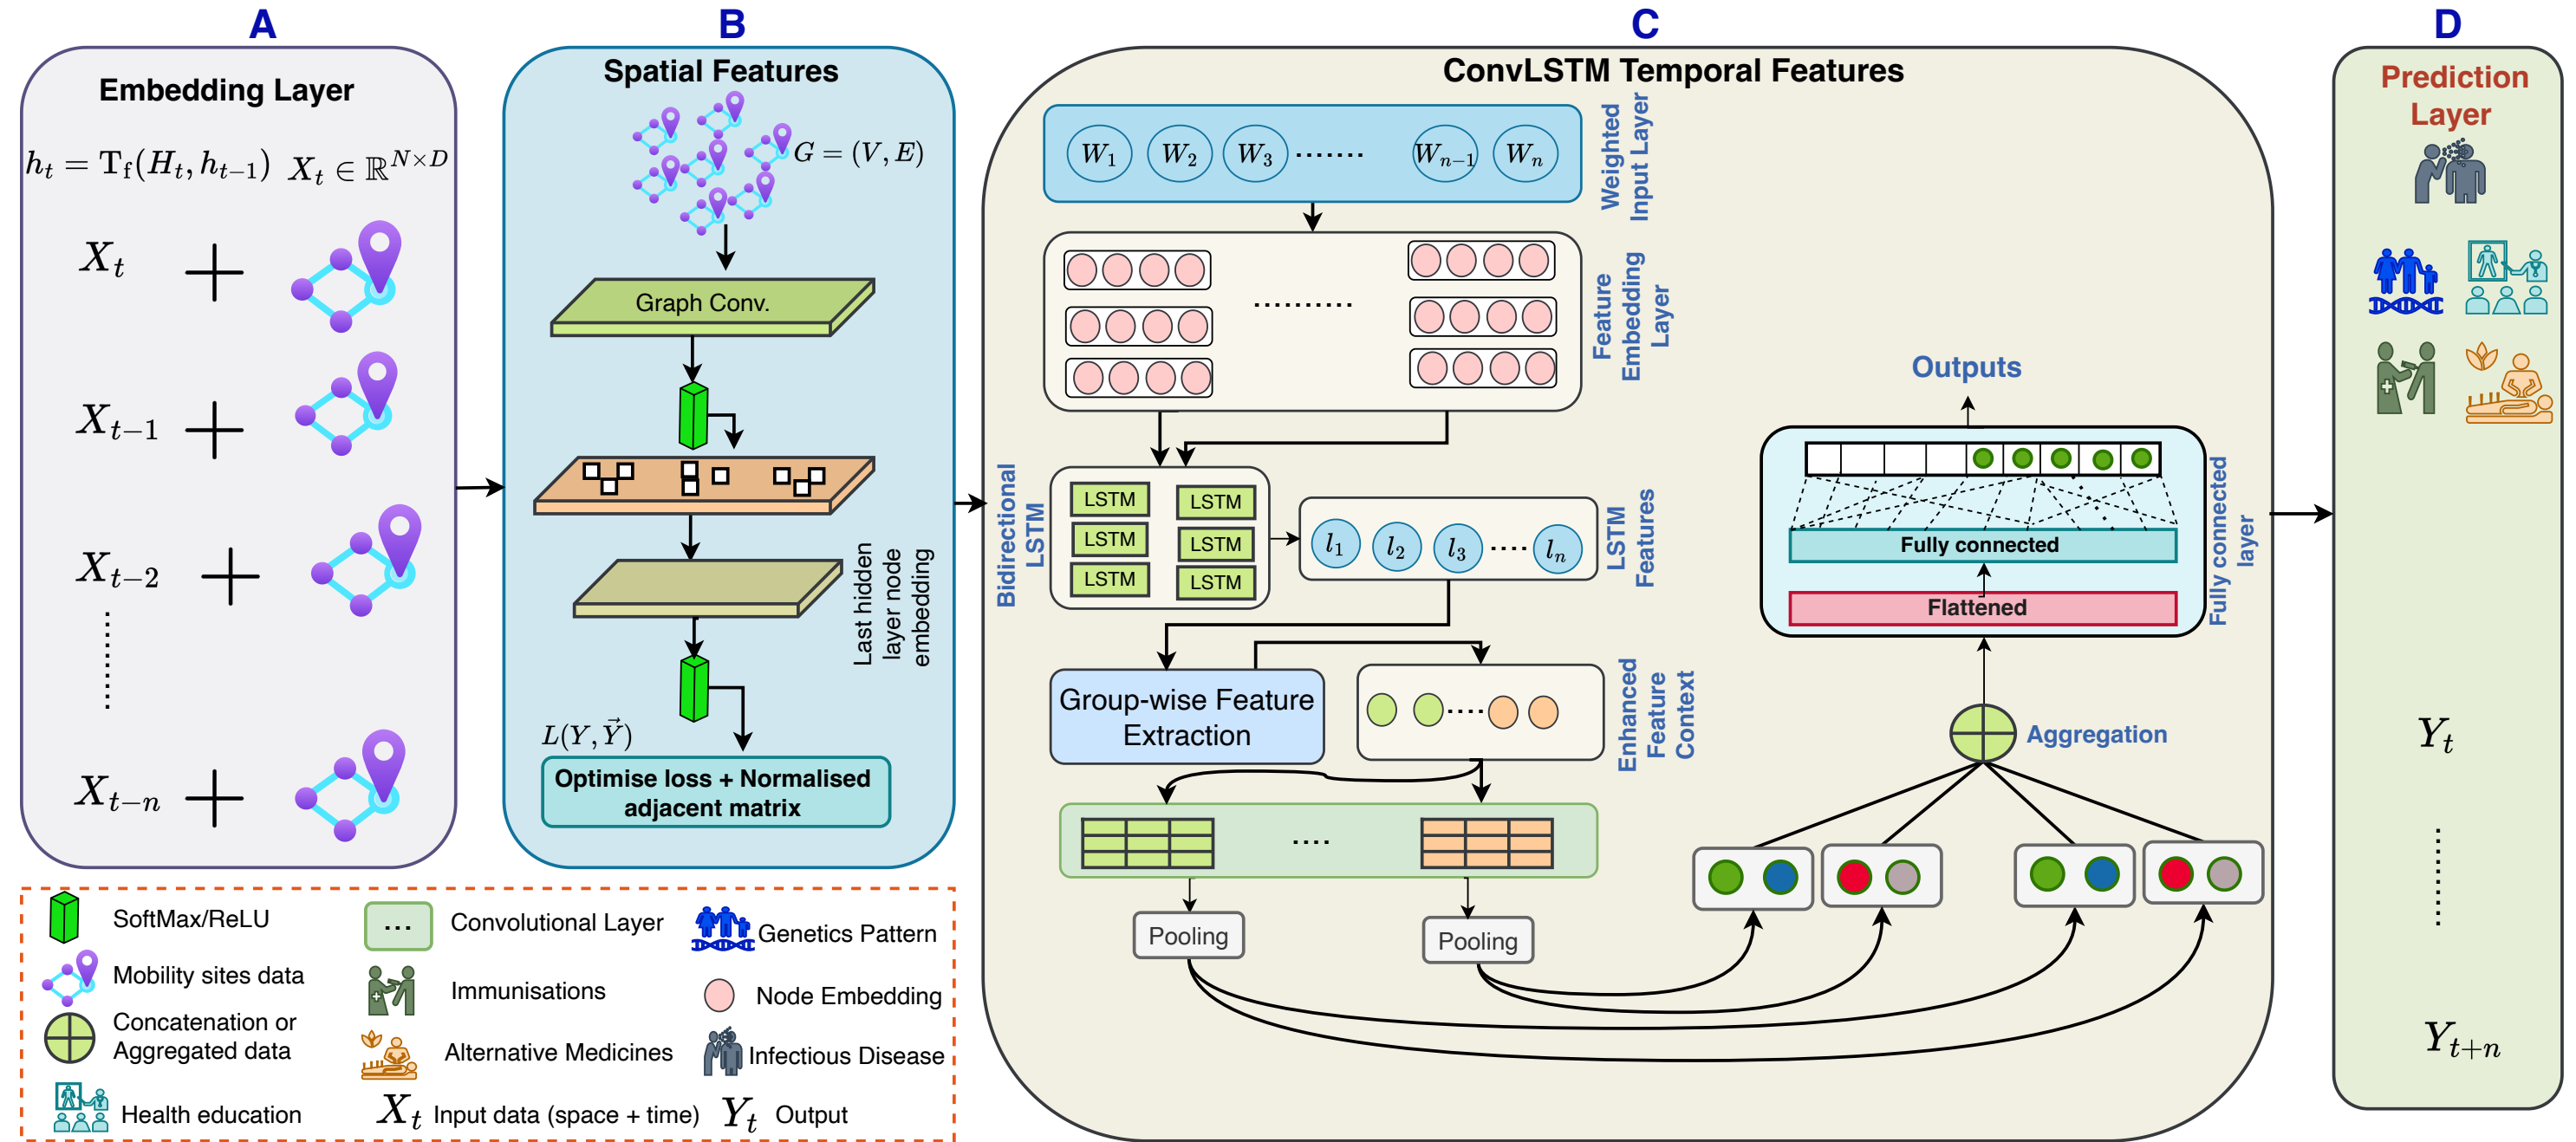 A
Embedding Layer
h_t = T_f(H_t, h_{t-1}) X_t ∈ ℝ^{N×D}
X_t
X_{t-1}
X_{t-2}
X_{t-n}
B
Spatial Features
G = (V, E)
Graph Conv.
Last hidden
layer node
embedding
L(Y, \vec{Y})
Optimise loss + Normalised
adjacent matrix
C
ConvLSTM Temporal Features
W_1 W_2 W_3 ....... W_{n-1} W_n
Weighted
Input Layer
..........
Feature
Embedding
Layer
Bidirectional
LSTM
LSTM LSTM
LSTM LSTM
LSTM LSTM
l_1 l_2 l_3 .... l_n
LSTM
Features
Group-wise Feature
Extraction
....
Enhanced
Feature
Context
....
Pooling
Pooling
Aggregation
Flattened
Fully connected
Fully connected
layer
Outputs
D
Prediction
Layer
Y_t
Y_{t+n}
SoftMax/ReLU
Mobility sites data
Concatenation or
Aggregated data
Health education
... Convolutional Layer
Immunisations
Alternative Medicines
X_t Input data (space + time)
Genetics Pattern
Node Embedding
Infectious Disease
Y_t Output